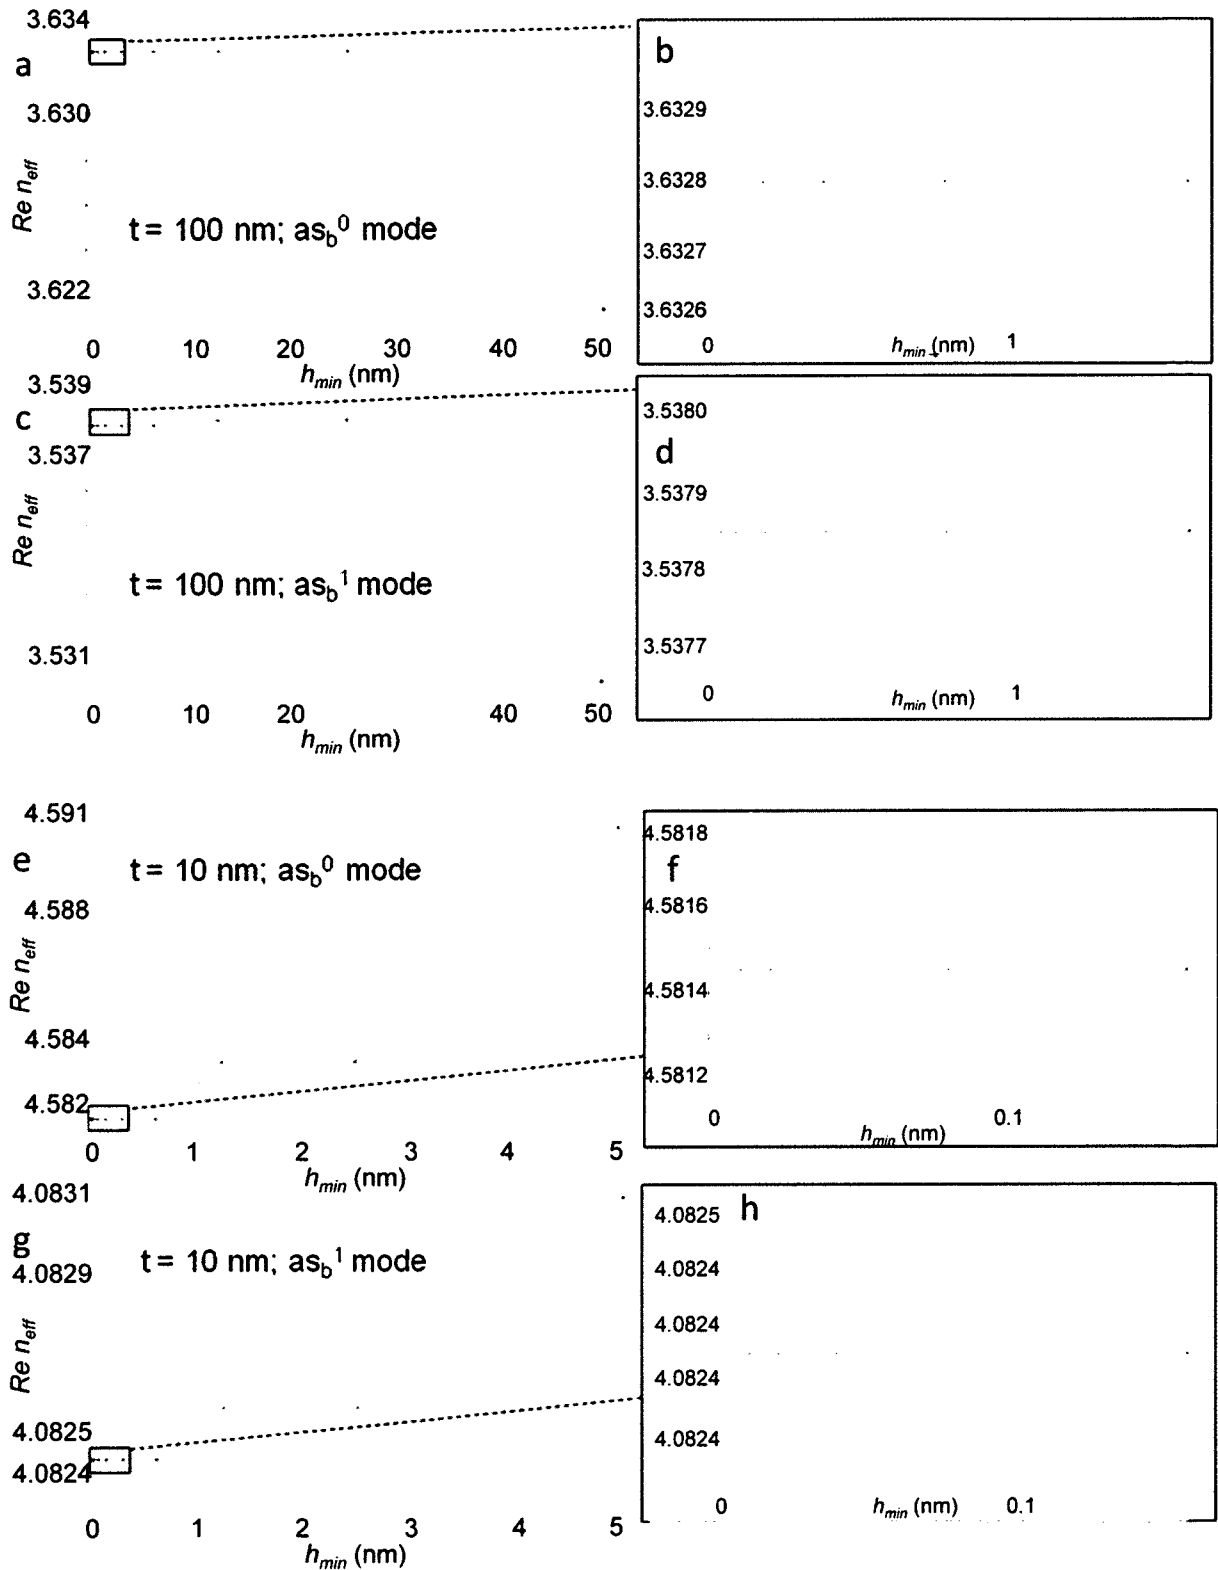 3.634
a
3.630
Re n_eff
t = 100 nm; as_b^0 mode
3.622
0 10 20 30 40 50
h_min (nm)
b
3.6329
3.6328
3.6327
3.6326
0 h_min (nm) 1
3.539
c
3.537
Re n_eff
t = 100 nm; as_b^1 mode
3.531
0 10 20 40 50
h_min (nm)
3.5380
d
3.5379
3.5378
3.5377
0 h_min (nm) 1
4.591
e
t = 10 nm; as_b^0 mode
4.588
Re n_eff
4.584
4.582
0 1 2 3 4 5
h_min (nm)
4.5818
f
4.5816
4.5814
4.5812
0 0.1
h_min (nm)
4.0831
g
t = 10 nm; as_b^1 mode
4.0829
Re n_eff
4.0825
4.0824
0 1 2 3 4 5
h_min (nm)
h
4.0825
4.0824
4.0824
4.0824
4.0824
0 h_min (nm) 0.1